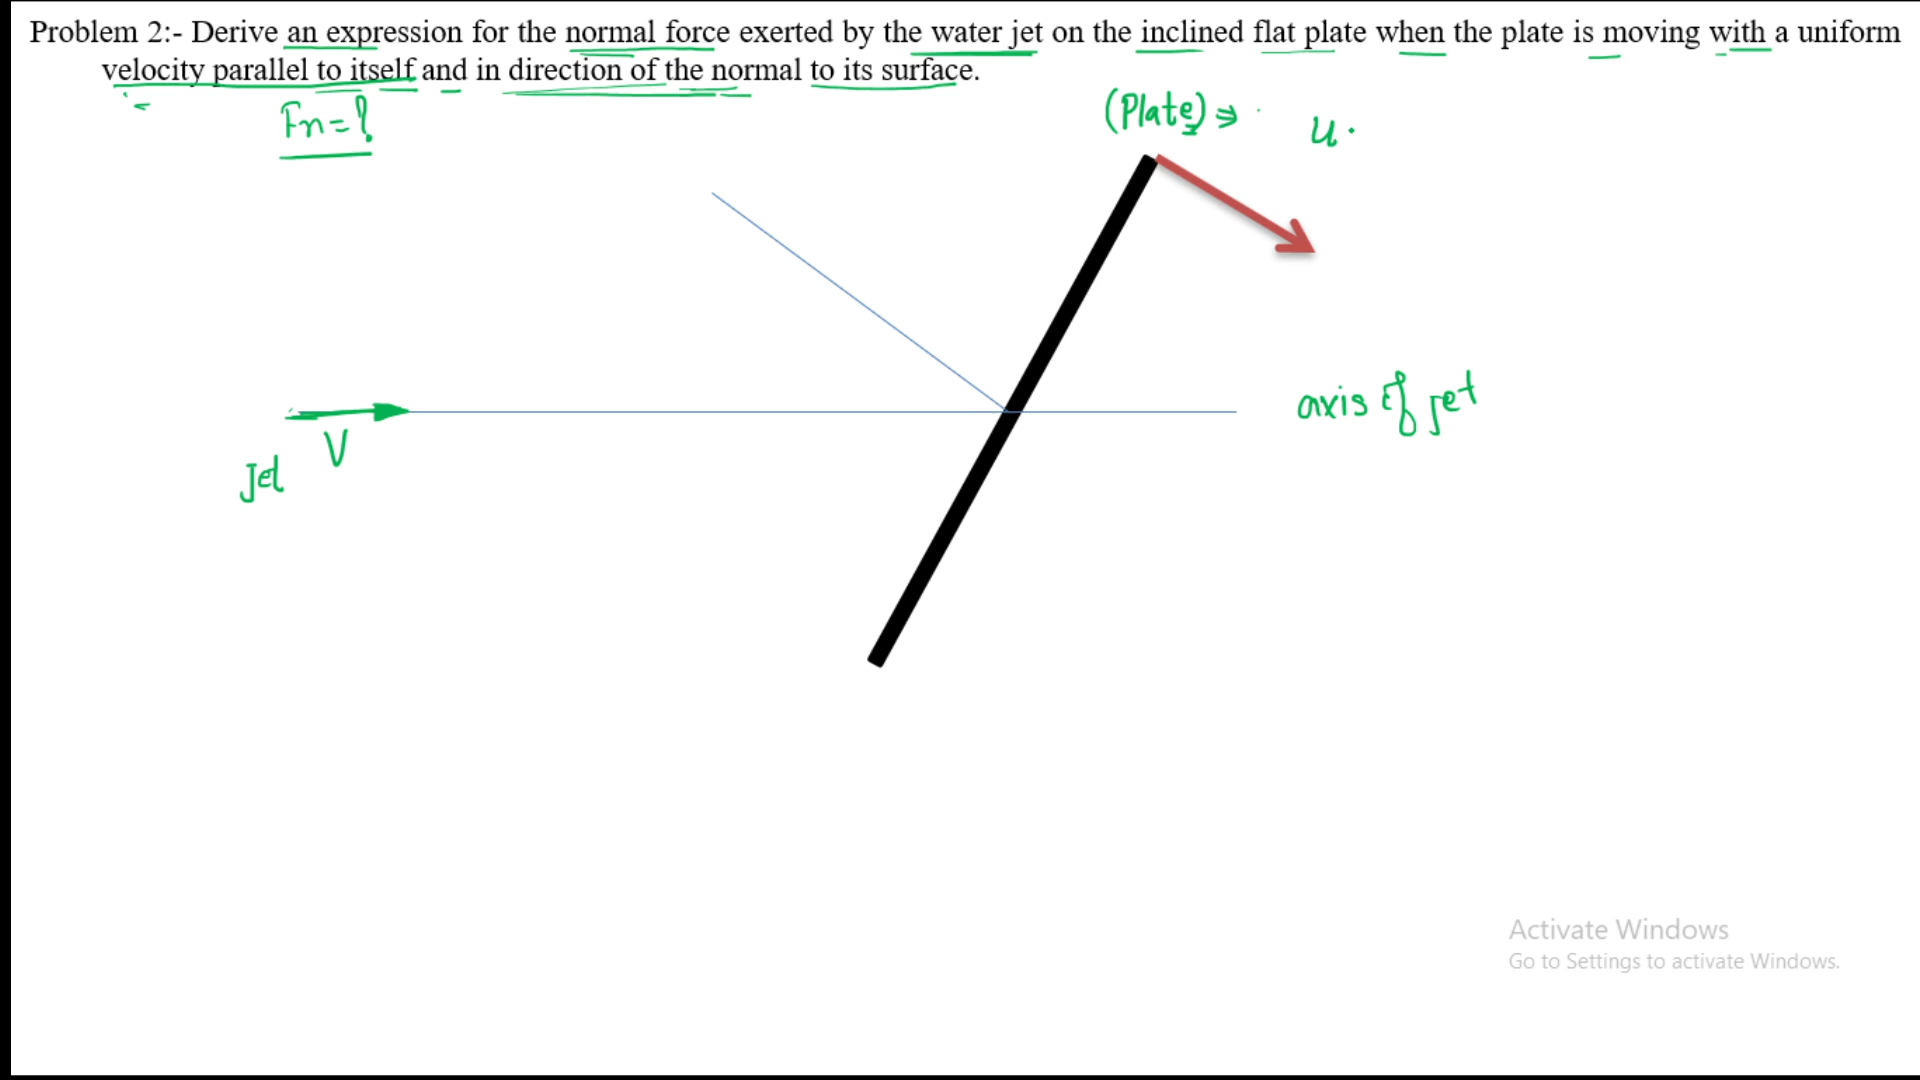 Problem 2:- Derive an expression for the normal force exerted by the water jet on the inclined flat plate when the plate is moving with a uniform
velocity parallel to itself and in direction of the normal to its surface.
Fn=?
(Plate) ⇒ u.
axis of jet
V
Jet
Activate Windows
Go to Settings to activate Windows.